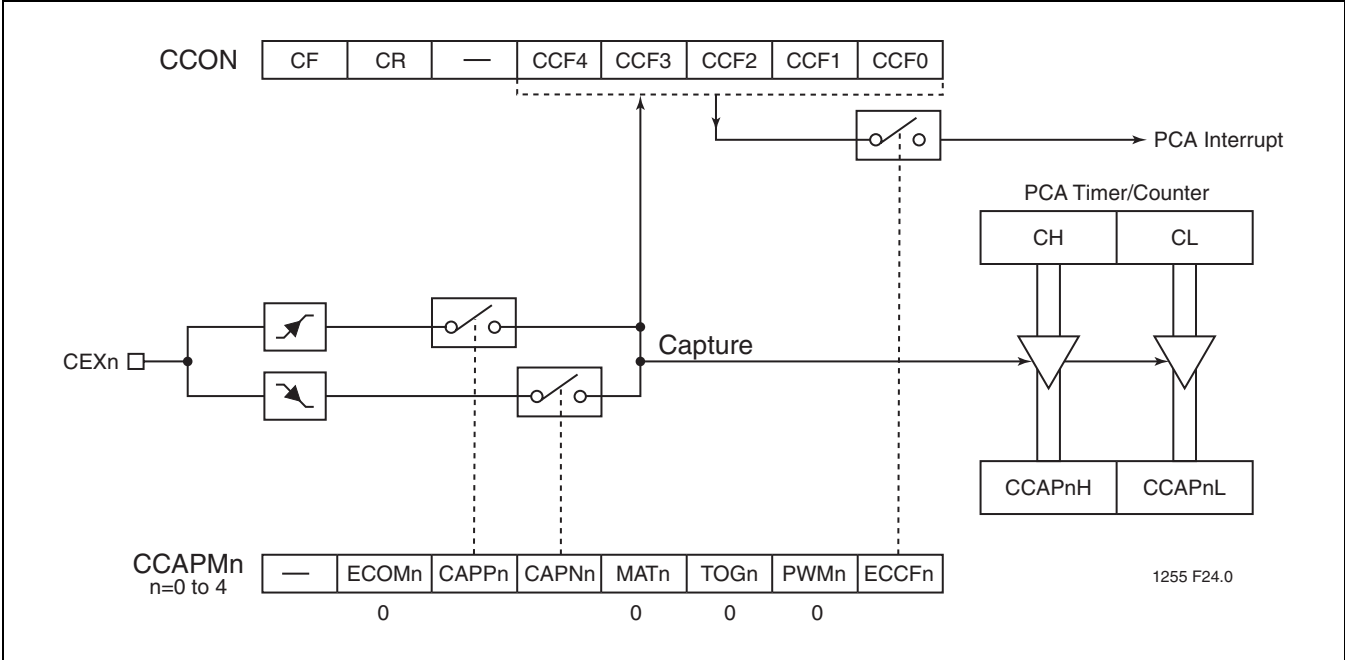 CCON CF CR — CCF4 CCF3 CCF2 CCF1 CCF0
PCA Interrupt
PCA Timer/Counter
CH CL
CEXn
Capture
CCAPnH CCAPnL
CCAPMn
n=0 to 4
— ECOMn CAPPn CAPNn MATn TOGn PWMn ECCFn
0 0 0 0
1255 F24.0